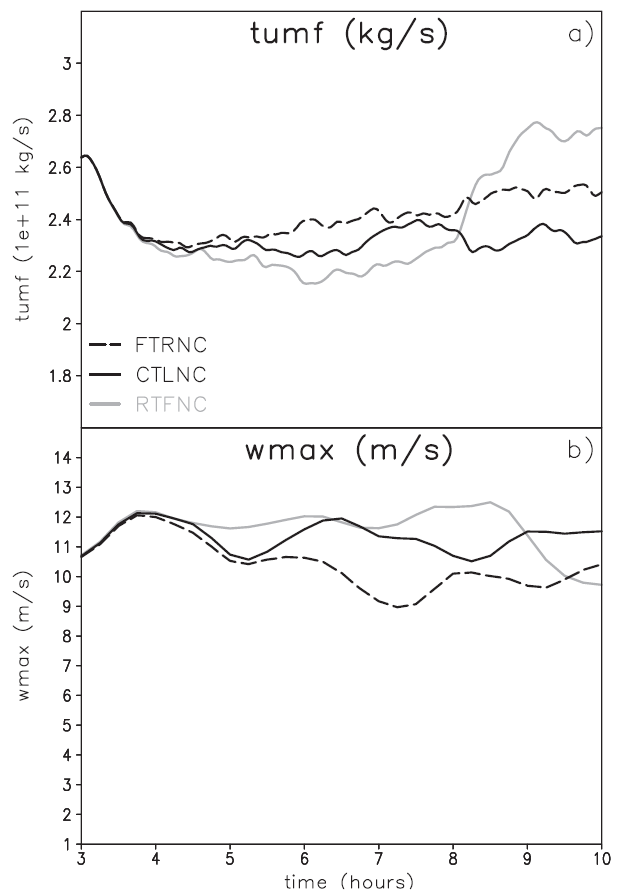 tumf (kg/s)
a)
3
2.8
2.6
2.4
2.2
2
1.8
tumf (1e+11 kg/s)
FTRNC
CTLNC
RTFNC
wmax (m/s)
b)
14
13
12
11
10
9
8
7
6
5
4
3
2
1
wmax (m/s)
3 4 5 6 7 8 9 10
time (hours)